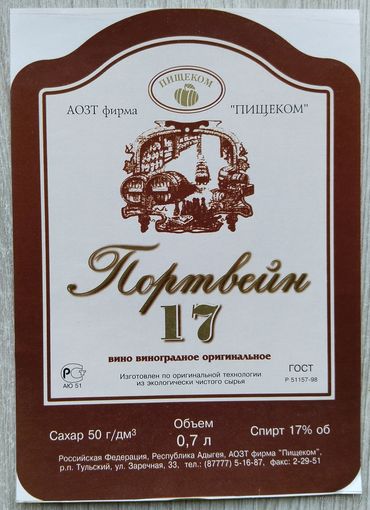 ПИЩЕКОМ
АОЗТ фирма "ПИЩЕКОМ"
Портвейн
17
вино виноградное оригинальное
Изготовлен по оригинальной технологии
из экологически чистого сырья
АЮ 51
ГОСТ
Р 51157-98
Сахар 50 г/дм³
Объем
0,7 л
Спирт 17% об
Российская Федерация, Республика Адыгея, АОЗТ фирма "Пищеком",
р.п. Тульский, ул. Заречная, 33, тел.: (87777) 5-16-87, факс: 2-29-51